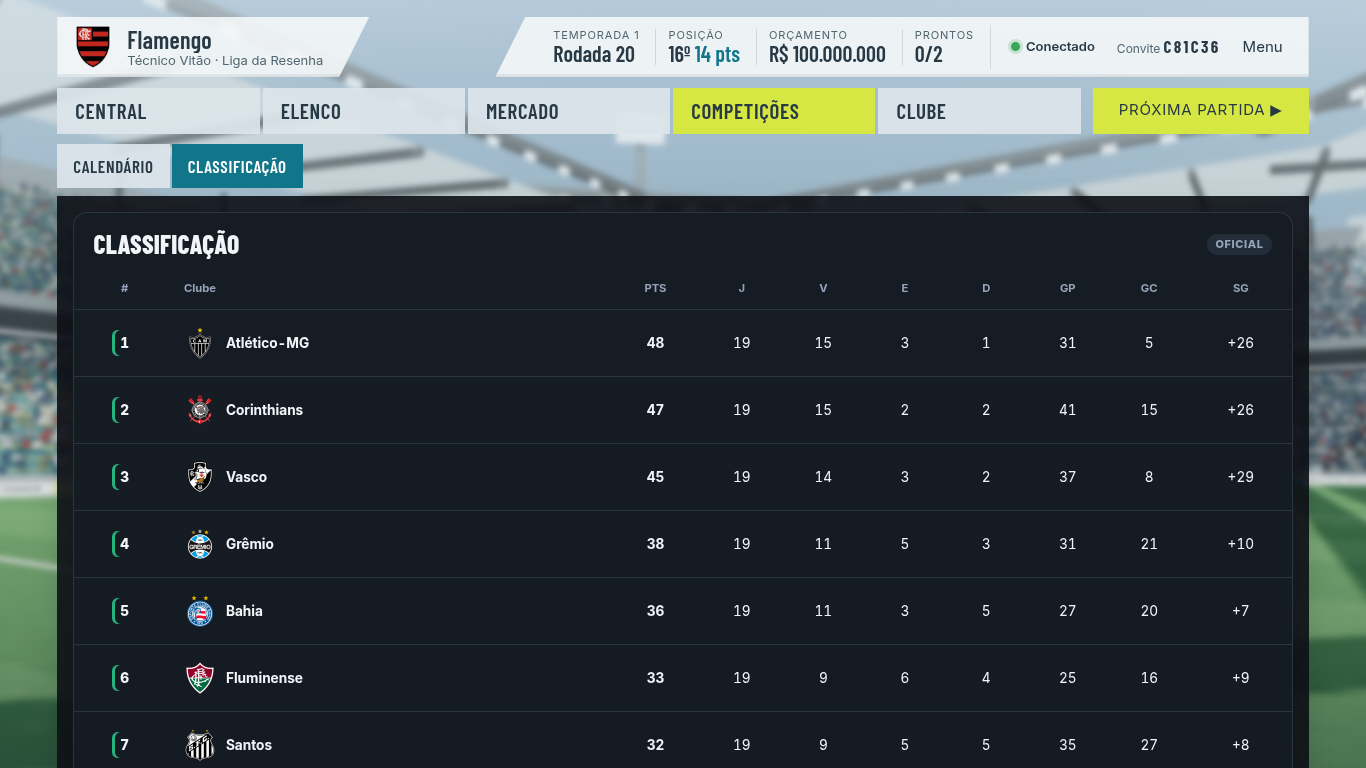 Flamengo
Técnico Vitão · Liga da Resenha
TEMPORADA 1
Rodada 20
POSIÇÃO
16º 14 pts
ORÇAMENTO
R$ 100.000.000
PRONTOS
0/2
Conectado
Convite C81C36
Menu
CENTRAL
ELENCO
MERCADO
COMPETIÇÕES
CLUBE
PRÓXIMA PARTIDA ▶
CALENDÁRIO
CLASSIFICAÇÃO
CLASSIFICAÇÃO
OFICIAL
# Clube PTS J V E D GP GC SG
1 Atlético-MG 48 19 15 3 1 31 5 +26
2 Corinthians 47 19 15 2 2 41 15 +26
3 Vasco 45 19 14 3 2 37 8 +29
4 Grêmio 38 19 11 5 3 31 21 +10
5 Bahia 36 19 11 3 5 27 20 +7
6 Fluminense 33 19 9 6 4 25 16 +9
7 Santos 32 19 9 5 5 35 27 +8